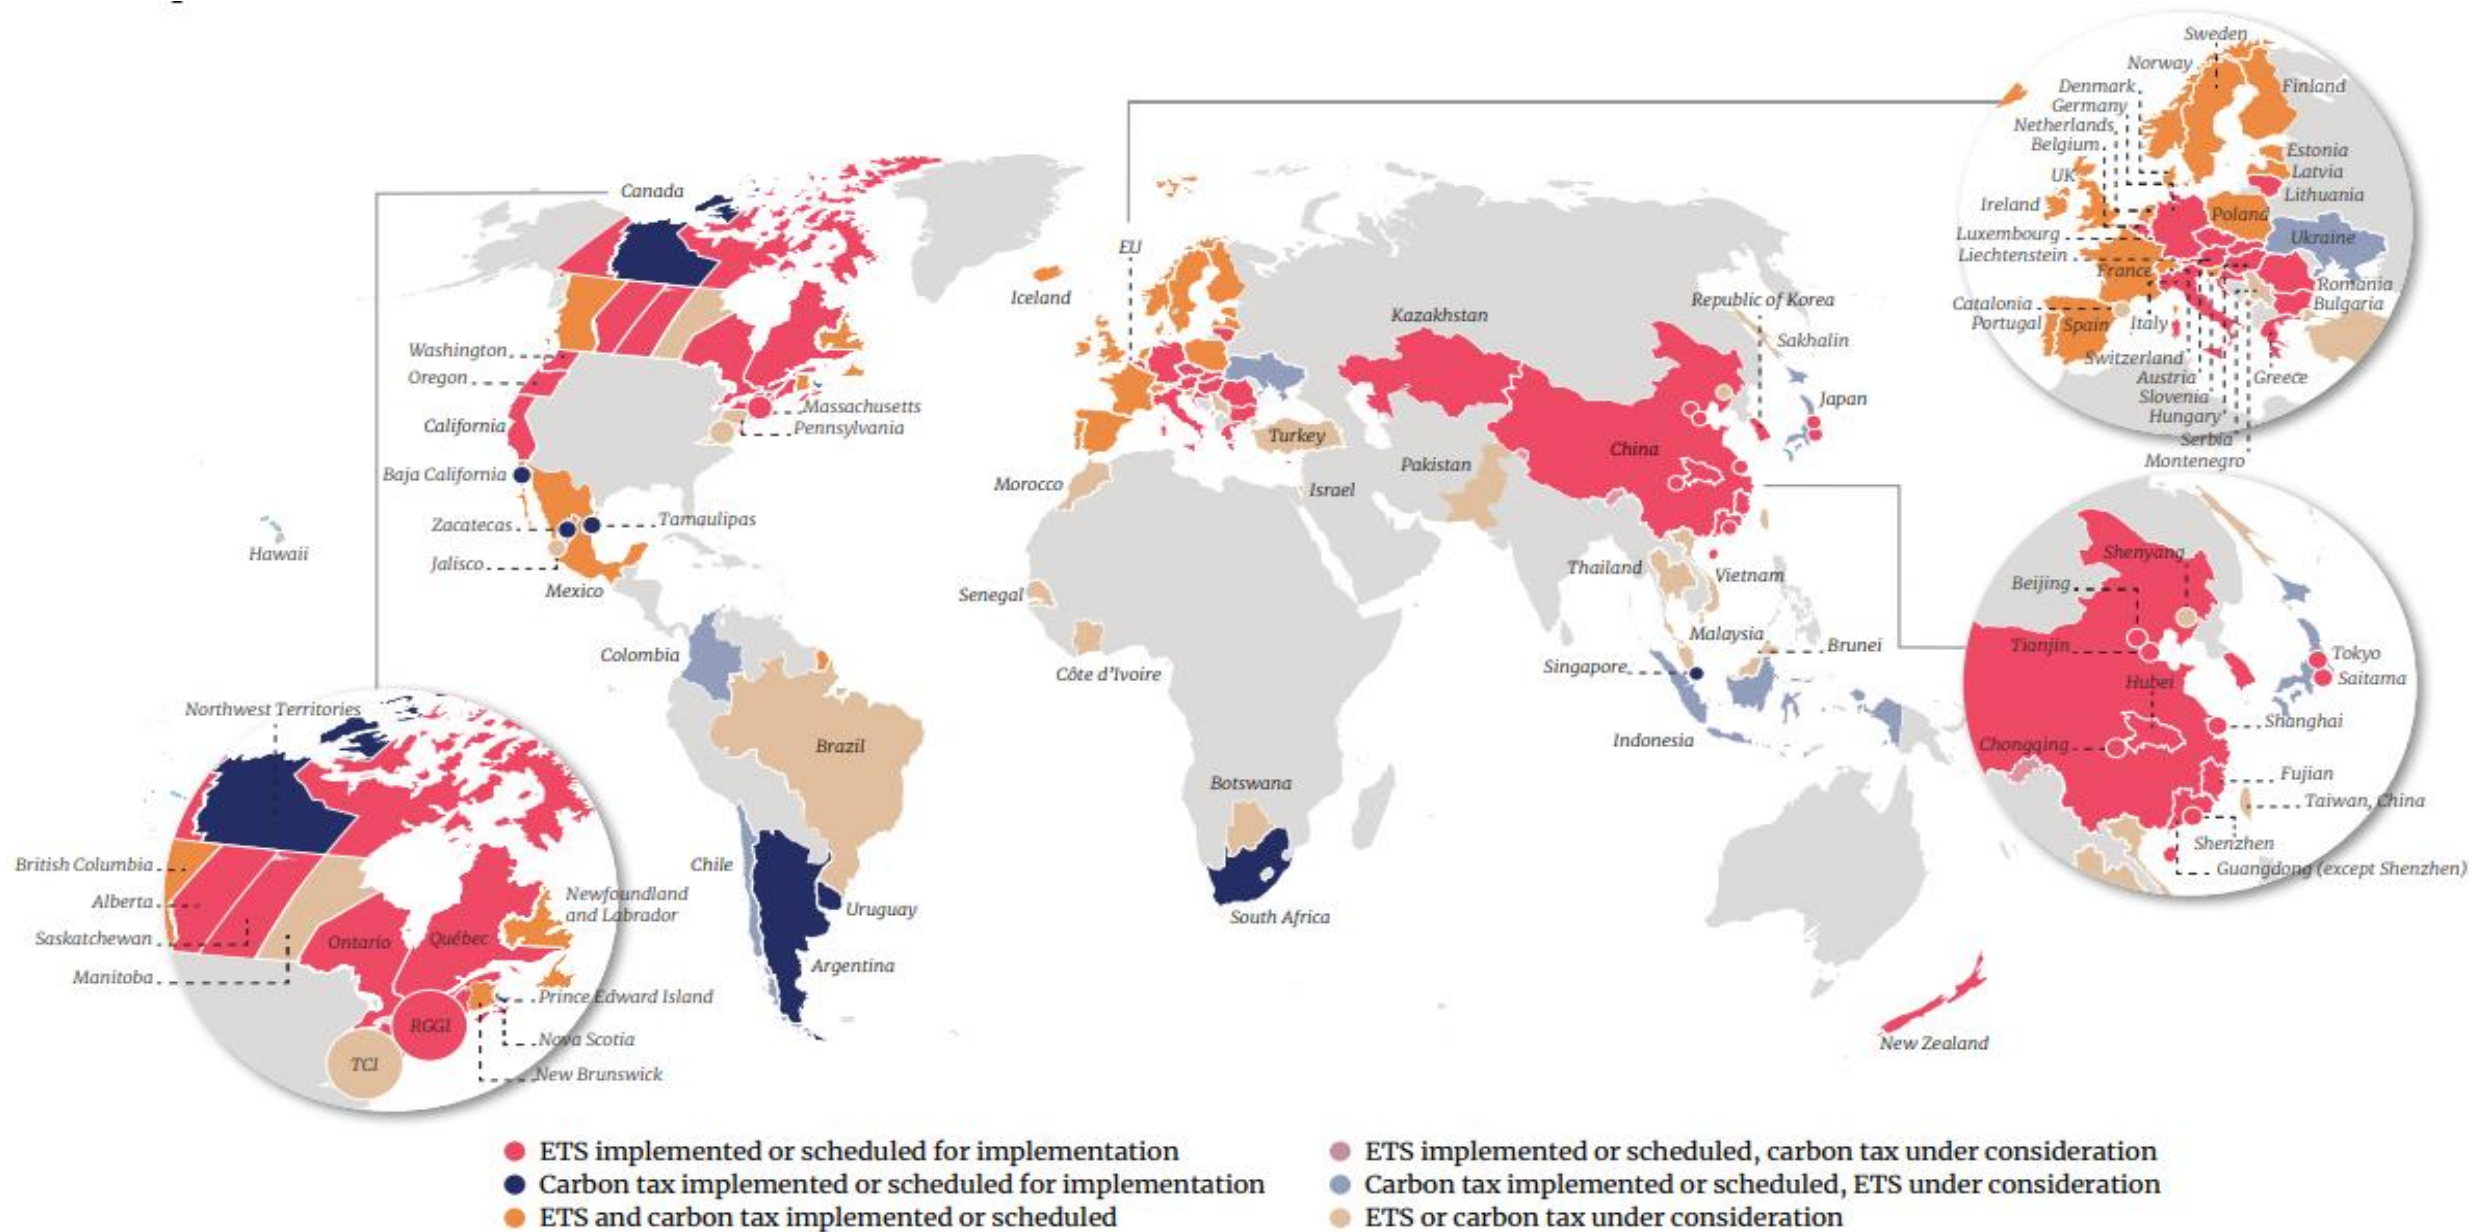 Sweden
Norway
Denmark
Germany
Finland
Netherlands
Belgium
Estonia
UK
Latvia
Lithuania
Ireland
Poland
Luxembourg
Ukraine
Liechtenstein
France
Romania
Catalonia
Bulgaria
Portugal
Spain
Italy
Switzerland
Austria
Greece
Slovenia
Hungary
Serbia
Montenegro
Canada
EU
Iceland
Kazakhstan
Republic of Korea
Sakhalin
Washington
Oregon
Japan
Massachusetts
California
Pennsylvania
Turkey
China
Baja California
Pakistan
Morocco
Israel
Zacatecas
Tamaulipas
Hawaii
Jalisco
Mexico
Thailand
Vietnam
Senegal
Colombia
Malaysia
Brunei
Côte d'Ivoire
Singapore
Brazil
Indonesia
Botswana
Chile
Uruguay
South Africa
Argentina
New Zealand
Shenyang
Beijing
Tianjin
Tokyo
Hubei
Saitama
Shanghai
Chongqing
Fujian
Taiwan, China
Shenzhen
Guangdong (except Shenzhen)
Northwest Territories
British Columbia
Alberta
Newfoundland
and Labrador
Saskatchewan
Ontario
Québec
Manitoba
Prince Edward Island
RGGI
Nova Scotia
TCI
New Brunswick
ETS implemented or scheduled for implementation
Carbon tax implemented or scheduled for implementation
ETS and carbon tax implemented or scheduled
ETS implemented or scheduled, carbon tax under consideration
Carbon tax implemented or scheduled, ETS under consideration
ETS or carbon tax under consideration